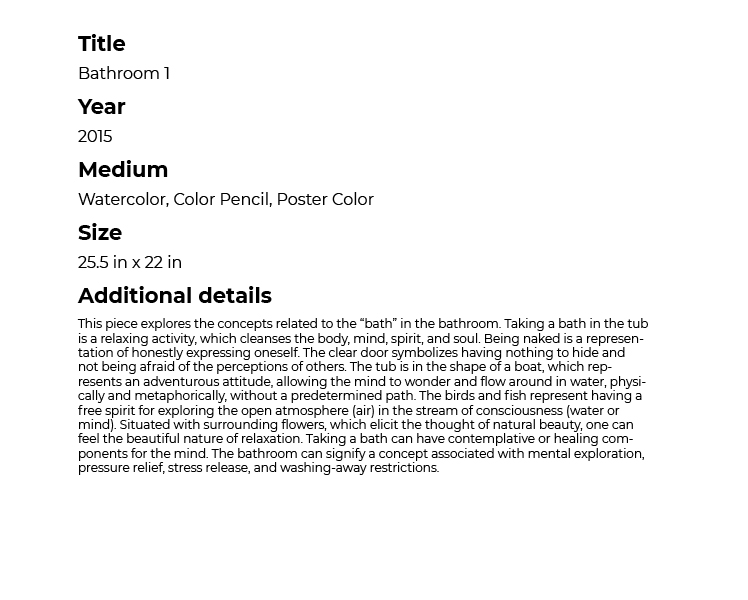 Title
Bathroom 1
Year
2015
Medium
Watercolor, Color Pencil, Poster Color
Size
25.5 in x 22 in
Additional details
This piece explores the concepts related to the “bath” in the bathroom. Taking a bath in the tub
is a relaxing activity, which cleanses the body, mind, spirit, and soul. Being naked is a represen-
tation of honestly expressing oneself. The clear door symbolizes having nothing to hide and
not being afraid of the perceptions of others. The tub is in the shape of a boat, which rep-
resents an adventurous attitude, allowing the mind to wonder and flow around in water, physi-
cally and metaphorically, without a predetermined path. The birds and fish represent having a
free spirit for exploring the open atmosphere (air) in the stream of consciousness (water or
mind). Situated with surrounding flowers, which elicit the thought of natural beauty, one can
feel the beautiful nature of relaxation. Taking a bath can have contemplative or healing com-
ponents for the mind. The bathroom can signify a concept associated with mental exploration,
pressure relief, stress release, and washing-away restrictions.